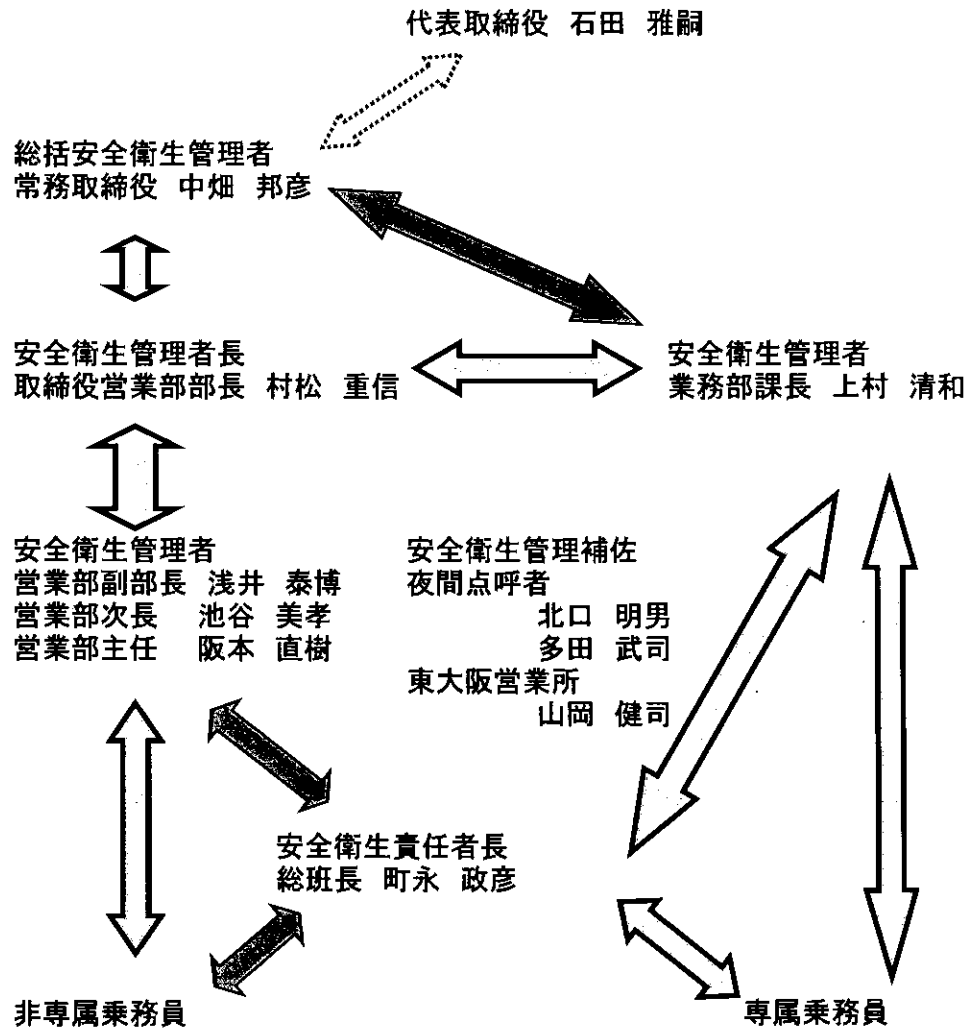 代表取締役 石田 雅嗣
総括安全衛生管理者
常務取締役 中畑 邦彦
安全衛生管理者長
取締役営業部部長 村松 重信
安全衛生管理者
業務部課長 上村 清和
安全衛生管理者
営業部副部長 浅井 泰博
営業部次長 池谷 美孝
営業部主任 阪本 直樹
安全衛生管理補佐
夜間点呼者
北口 明男
多田 武司
東大阪営業所
山岡 健司
安全衛生責任者長
総班長 町永 政彦
非専属乗務員
専属乗務員